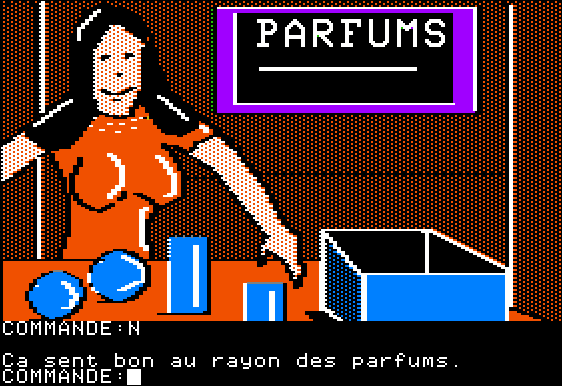 PARFUMS
COMMANDE:N
Ca sent bon au rayon des parfums.
COMMANDE: